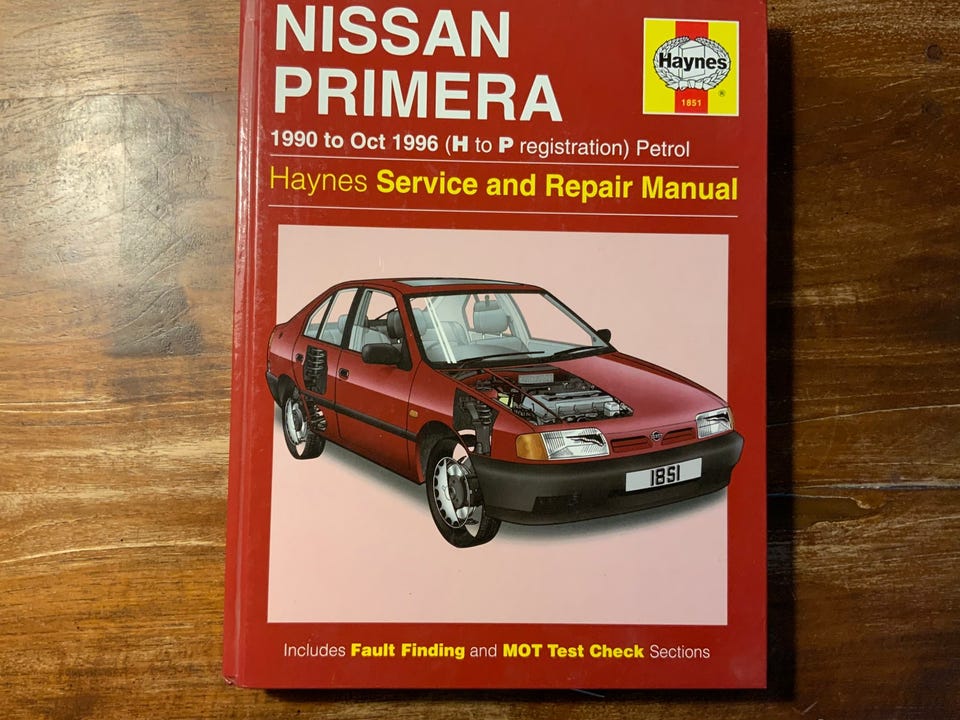 NISSAN
PRIMERA
Haynes
®
1851
1990 to Oct 1996 (H to P registration) Petrol
Haynes Service and Repair Manual
1851
Includes Fault Finding and MOT Test Check Sections